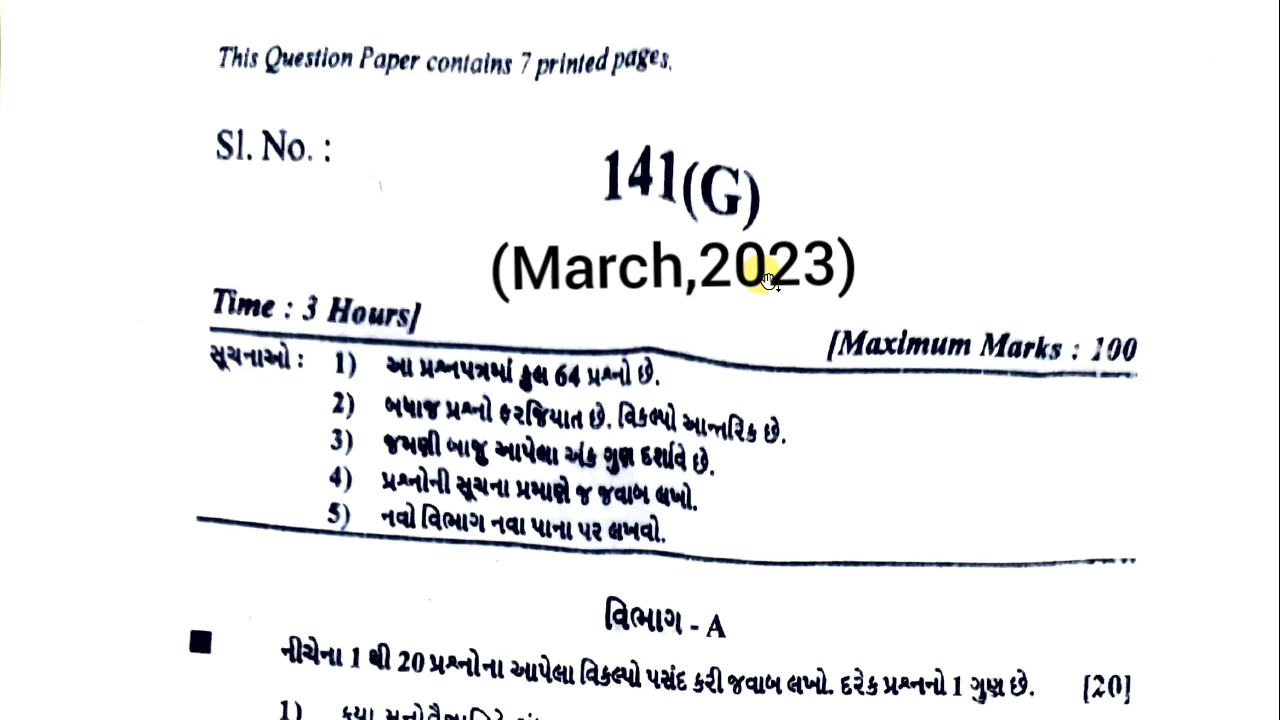 This Question Paper contains 7 printed pages.
Sl. No. :
141(G)
(March,2023)
Time : 3 Hours]
[Maximum Marks : 100
સૂચનાઓ : 1) આ પ્રશ્નપત્રમાં કુલ 64 પ્રશ્નો છે.
2) બધાજ પ્રશ્નો ફરજિયાત છે. વિકલ્પો આન્તરિક છે.
3) જમણી બાજુ આપેલા અંક ગુણ દર્શાવે છે.
4) પ્રશ્નોની સૂચના પ્રમાણે જ જવાબ લખો.
5) નવો વિભાગ નવા પાના પર લખવો.
વિભાગ - A
નીચેના 1 થી 20 પ્રશ્નોના આપેલા વિકલ્પો પસંદ કરી જવાબ લખો. દરેક પ્રશ્નનો 1 ગુણ છે. [20]
1)